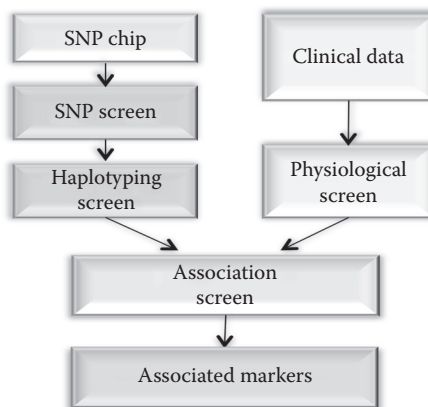 SNP chip
Clinical data
SNP screen
Haplotyping
screen
Physiological
screen
Association
screen
Associated markers